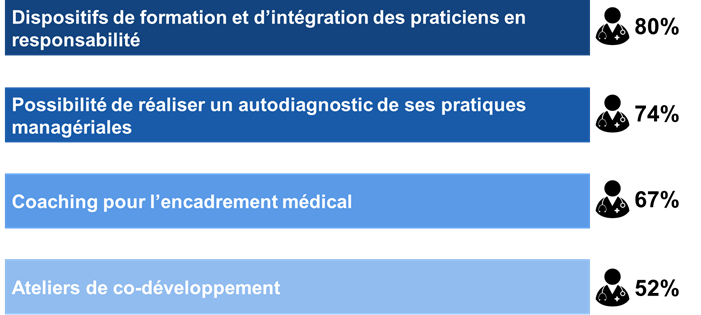 Dispositifs de formation et d’intégration des praticiens en
responsabilité
80%
Possibilité de réaliser un autodiagnostic de ses pratiques
managériales
74%
Coaching pour l’encadrement médical
67%
Ateliers de co-développement
52%